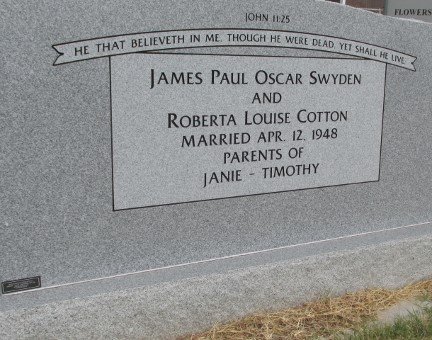 FLOWERS
JOHN 11:25
HE THAT BELIEVETH IN ME, THOUGH HE WERE DEAD, YET SHALL HE LIVE
JAMES PAUL OSCAR SWYDEN
AND
ROBERTA LOUISE COTTON
MARRIED APR. 12, 1948
PARENTS OF
JANIE - TIMOTHY